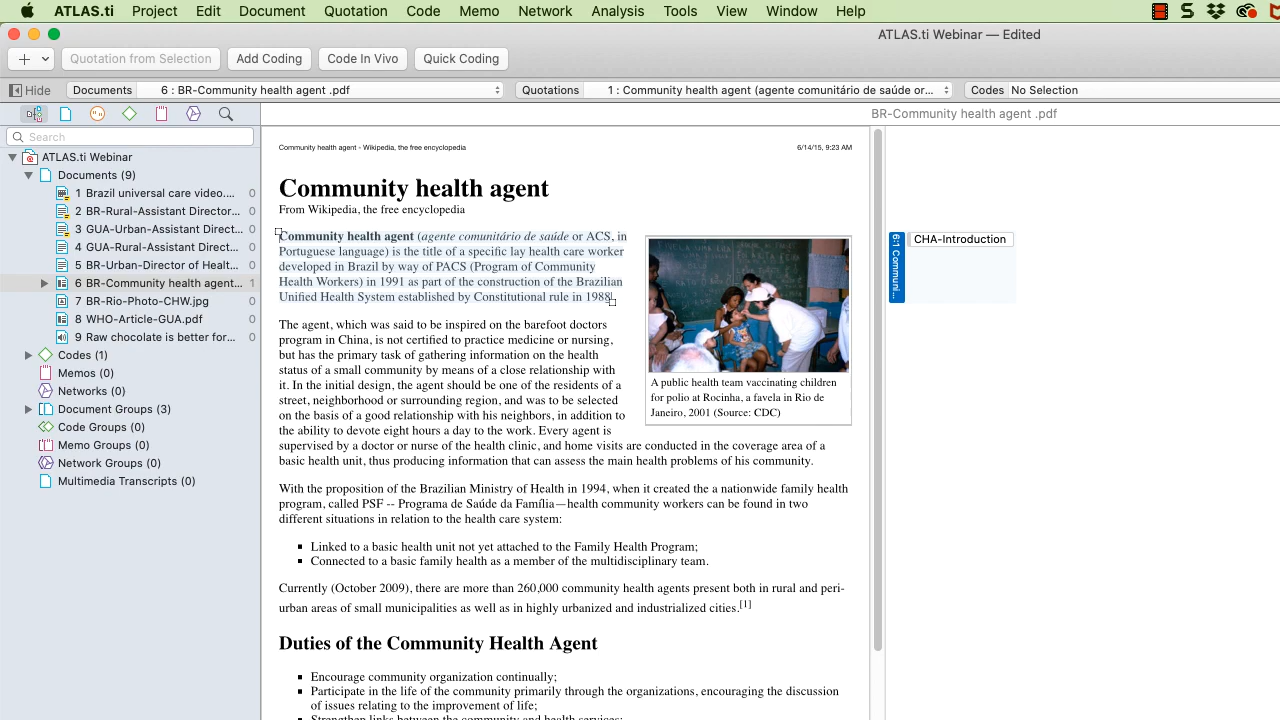 ATLAS.ti Project Edit Document Quotation Code Memo Network Analysis Tools View Window Help
ATLAS.ti Webinar — Edited
Quotation from Selection Add Coding Code In Vivo Quick Coding
Hide Documents 6 : BR-Community health agent .pdf Quotations 1 : Community health agent (agente comunitário de saúde or... Codes No Selection
BR-Community health agent .pdf
Search
ATLAS.ti Webinar
Documents (9)
1 Brazil universal care video.... 0
2 BR-Rural-Assistant Director... 0
3 GUA-Urban-Assistant Direct... 0
4 GUA-Rural-Assistant Direct... 0
5 BR-Urban-Director of Healt... 0
6 BR-Community health agent... 1
7 BR-Rio-Photo-CHW.jpg 0
8 WHO-Article-GUA.pdf 0
9 Raw chocolate is better for... 0
Codes (1)
Memos (0)
Networks (0)
Document Groups (3)
Code Groups (0)
Memo Groups (0)
Network Groups (0)
Multimedia Transcripts (0)
Community health agent - Wikipedia, the free encyclopedia 6/14/15, 9:23 AM
Community health agent
From Wikipedia, the free encyclopedia
Community health agent (agente comunitário de saúde or ACS, in
Portuguese language) is the title of a specific lay health care worker
developed in Brazil by way of PACS (Program of Community
Health Workers) in 1991 as part of the construction of the Brazilian
Unified Health System established by Constitutional rule in 1988.
The agent, which was said to be inspired on the barefoot doctors
program in China, is not certified to practice medicine or nursing,
but has the primary task of gathering information on the health
status of a small community by means of a close relationship with
it. In the initial design, the agent should be one of the residents of a
street, neighborhood or surrounding region, and was to be selected
on the basis of a good relationship with his neighbors, in addition to
the ability to devote eight hours a day to the work. Every agent is
supervised by a doctor or nurse of the health clinic, and home visits are conducted in the coverage area of a
basic health unit, thus producing information that can assess the main health problems of his community.
A public health team vaccinating children
for polio at Rocinha, a favela in Rio de
Janeiro, 2001 (Source: CDC)
With the proposition of the Brazilian Ministry of Health in 1994, when it created the a nationwide family health
program, called PSF -- Programa de Saúde da Família—health community workers can be found in two
different situations in relation to the health care system:
Linked to a basic health unit not yet attached to the Family Health Program;
Connected to a basic family health as a member of the multidisciplinary team.
Currently (October 2009), there are more than 260,000 community health agents present both in rural and peri-
urban areas of small municipalities as well as in highly urbanized and industrialized cities.[1]
Duties of the Community Health Agent
Encourage community organization continually;
Participate in the life of the community primarily through the organizations, encouraging the discussion
of issues relating to the improvement of life;
Strengthen links between the community and health services;
6:1 Communi...
CHA-Introduction